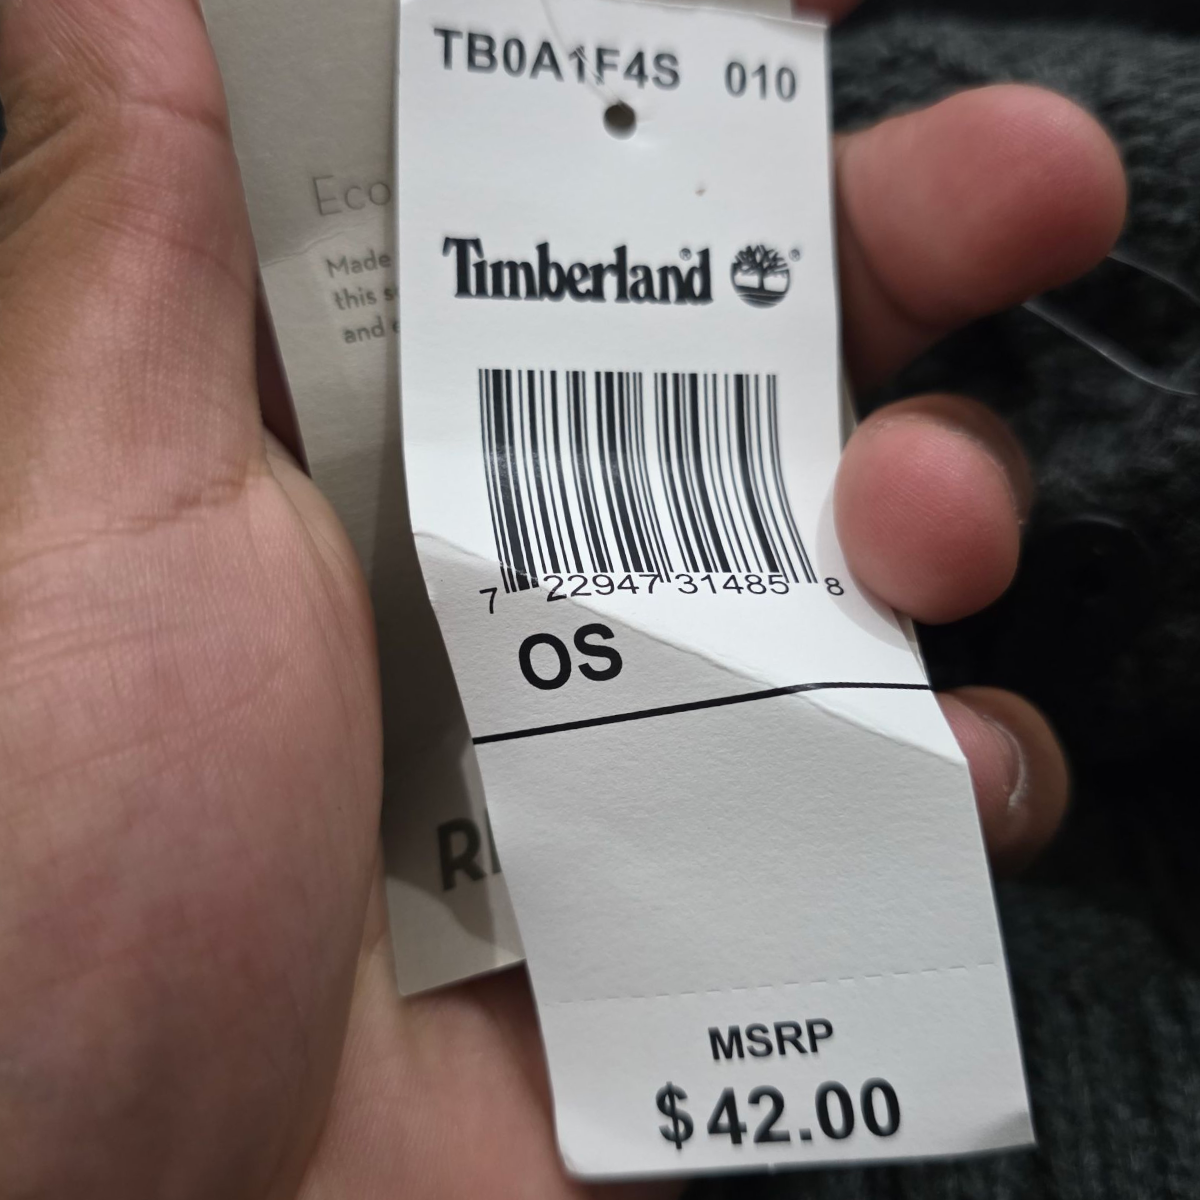 TB0A1F4S 010
Timberland®
7 22947 31485 8
OS
MSRP
$42.00
Eco
Made
this
and